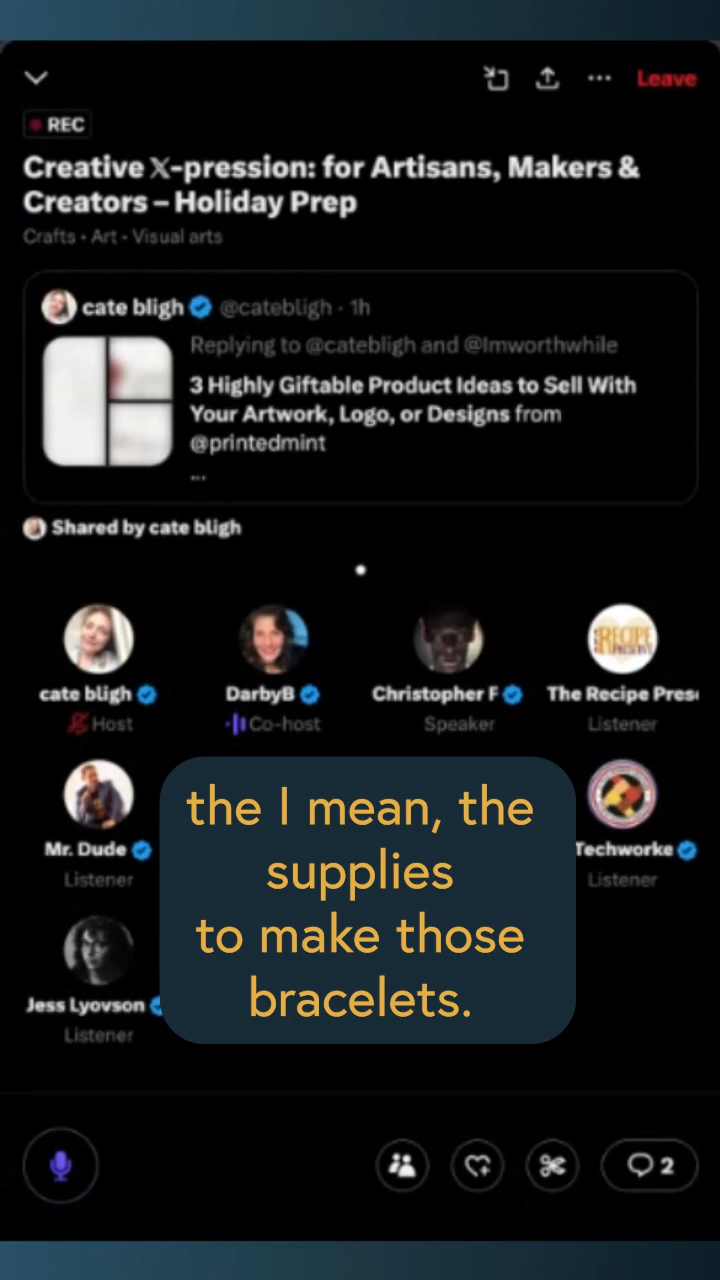 Leave
REC
Creative 𝕏-pression: for Artisans, Makers &
Creators – Holiday Prep
Crafts · Art · Visual arts
cate bligh @catebligh · 1h
Replying to @catebligh and @Imworthwhile
3 Highly Giftable Product Ideas to Sell With
Your Artwork, Logo, or Designs from
@printedmint
...
Shared by cate bligh
RECIPE
cate bligh DarbyB Christopher F The Recipe Pres
Host Co-host Speaker Listener
the I mean, the
supplies
to make those
bracelets.
Mr. Dude Techworke
Listener Listener
Jess Lyovson
Listener
2